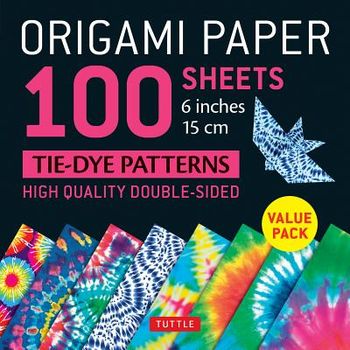 ORIGAMI PAPER
100 SHEETS
6 inches
15 cm
TIE-DYE PATTERNS
HIGH QUALITY DOUBLE-SIDED
VALUE
PACK
TUTTLE